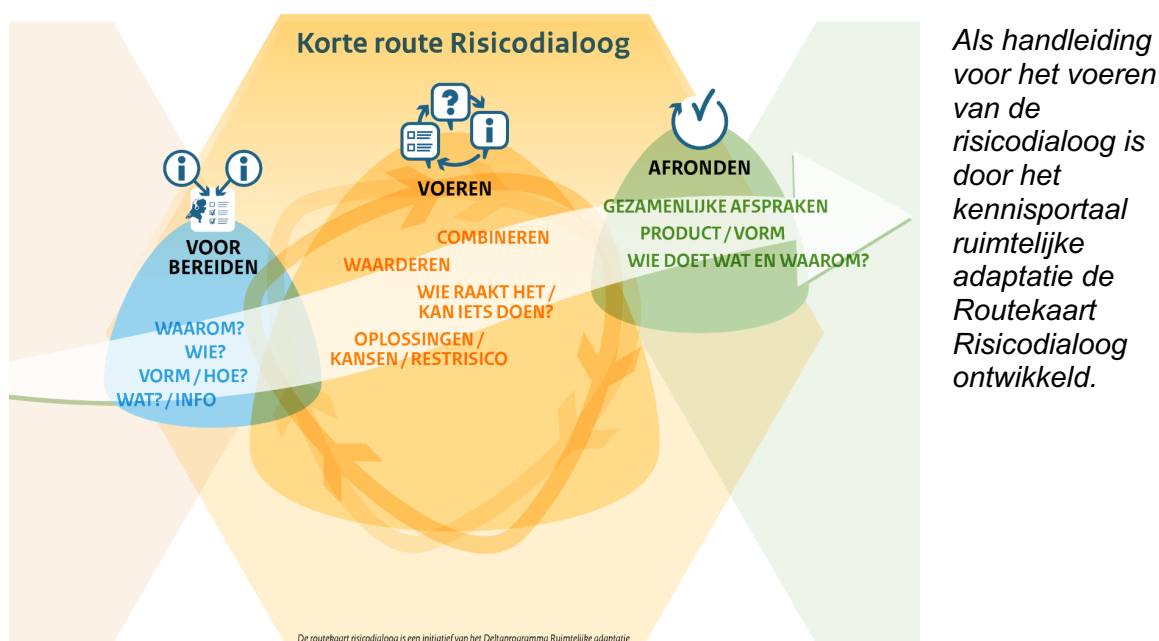 Korte route Risicodialoog
VOOR
BEREIDEN
WAAROM?
WIE?
VORM / HOE?
WAT? / INFO
VOEREN
COMBINEREN
WAARDEREN
WIE RAAKT HET /
KAN IETS DOEN?
OPLOSSINGEN /
KANSEN / RESTRISICO
AFRONDEN
GEZAMENLIJKE AFSPRAKEN
PRODUCT / VORM
WIE DOET WAT EN WAAROM?
De routekaart risicodialoog is een initiatief van het Deltaprogramma Ruimtelijke adaptatie
Als handleiding
voor het voeren
van de
risicodialoog is
door het
kennisportaal
ruimtelijke
adaptatie de
Routekaart
Risicodialoog
ontwikkeld.